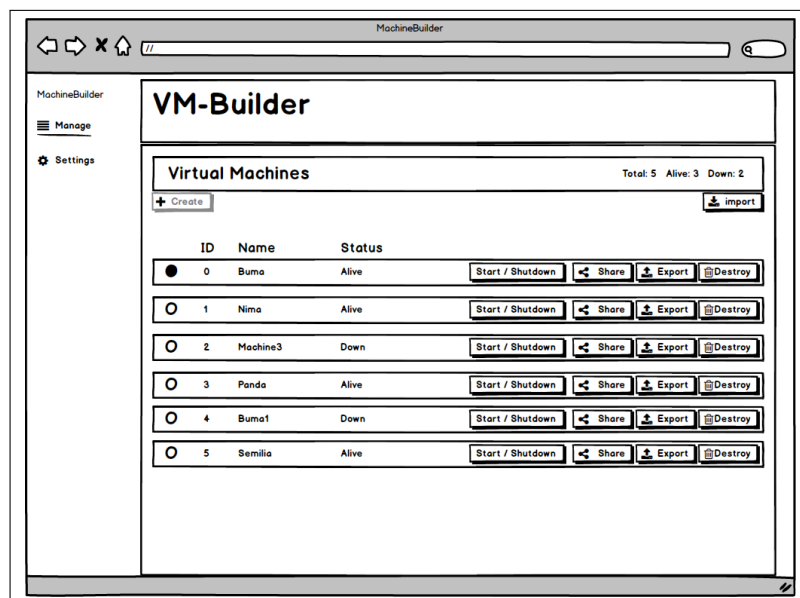 MachineBuilder
//
MachineBuilder
Manage
Settings
VM-Builder
Virtual Machines Total: 5 Alive: 3 Down: 2
+ Create import
ID Name Status
0 Buma Alive Start / Shutdown Share Export Destroy
1 Nima Alive Start / Shutdown Share Export Destroy
2 Machine3 Down Start / Shutdown Share Export Destroy
3 Panda Alive Start / Shutdown Share Export Destroy
4 Buma1 Down Start / Shutdown Share Export Destroy
5 Semilia Alive Start / Shutdown Share Export Destroy